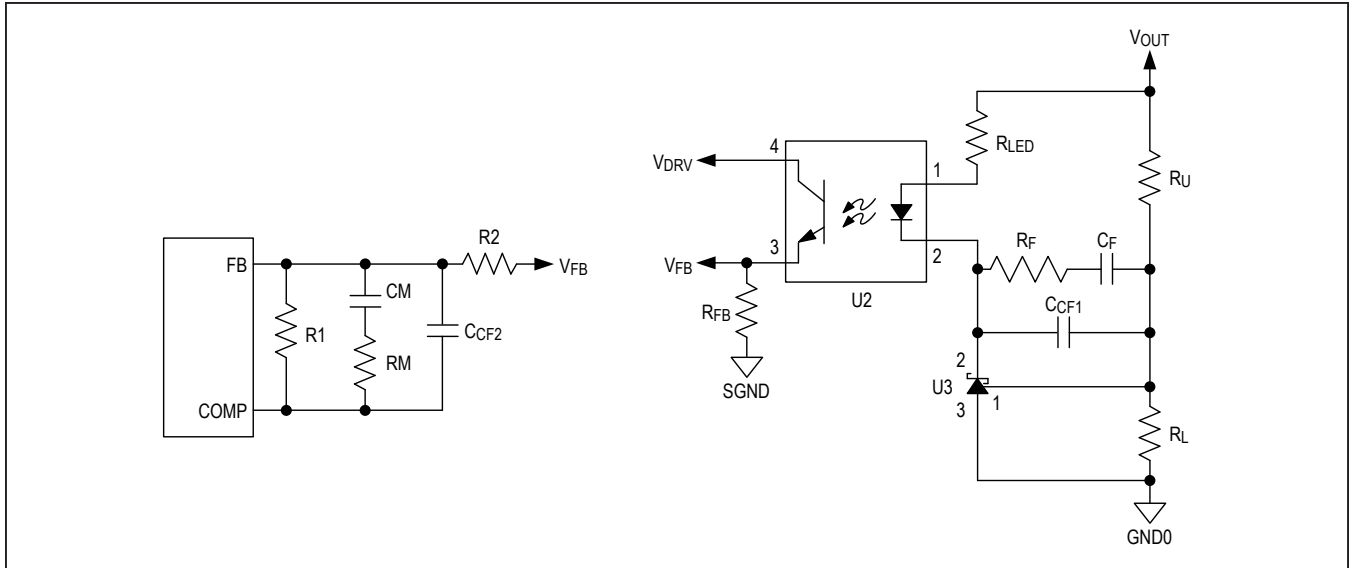 FB
COMP
R1
CM
RM
CCF2
R2
VFB
VDRV
4
VFB
3
RFB
SGND
1
2
U2
VOUT
RLED
RU
RF
CF
CCF1
2
U3
3
1
RL
GND0